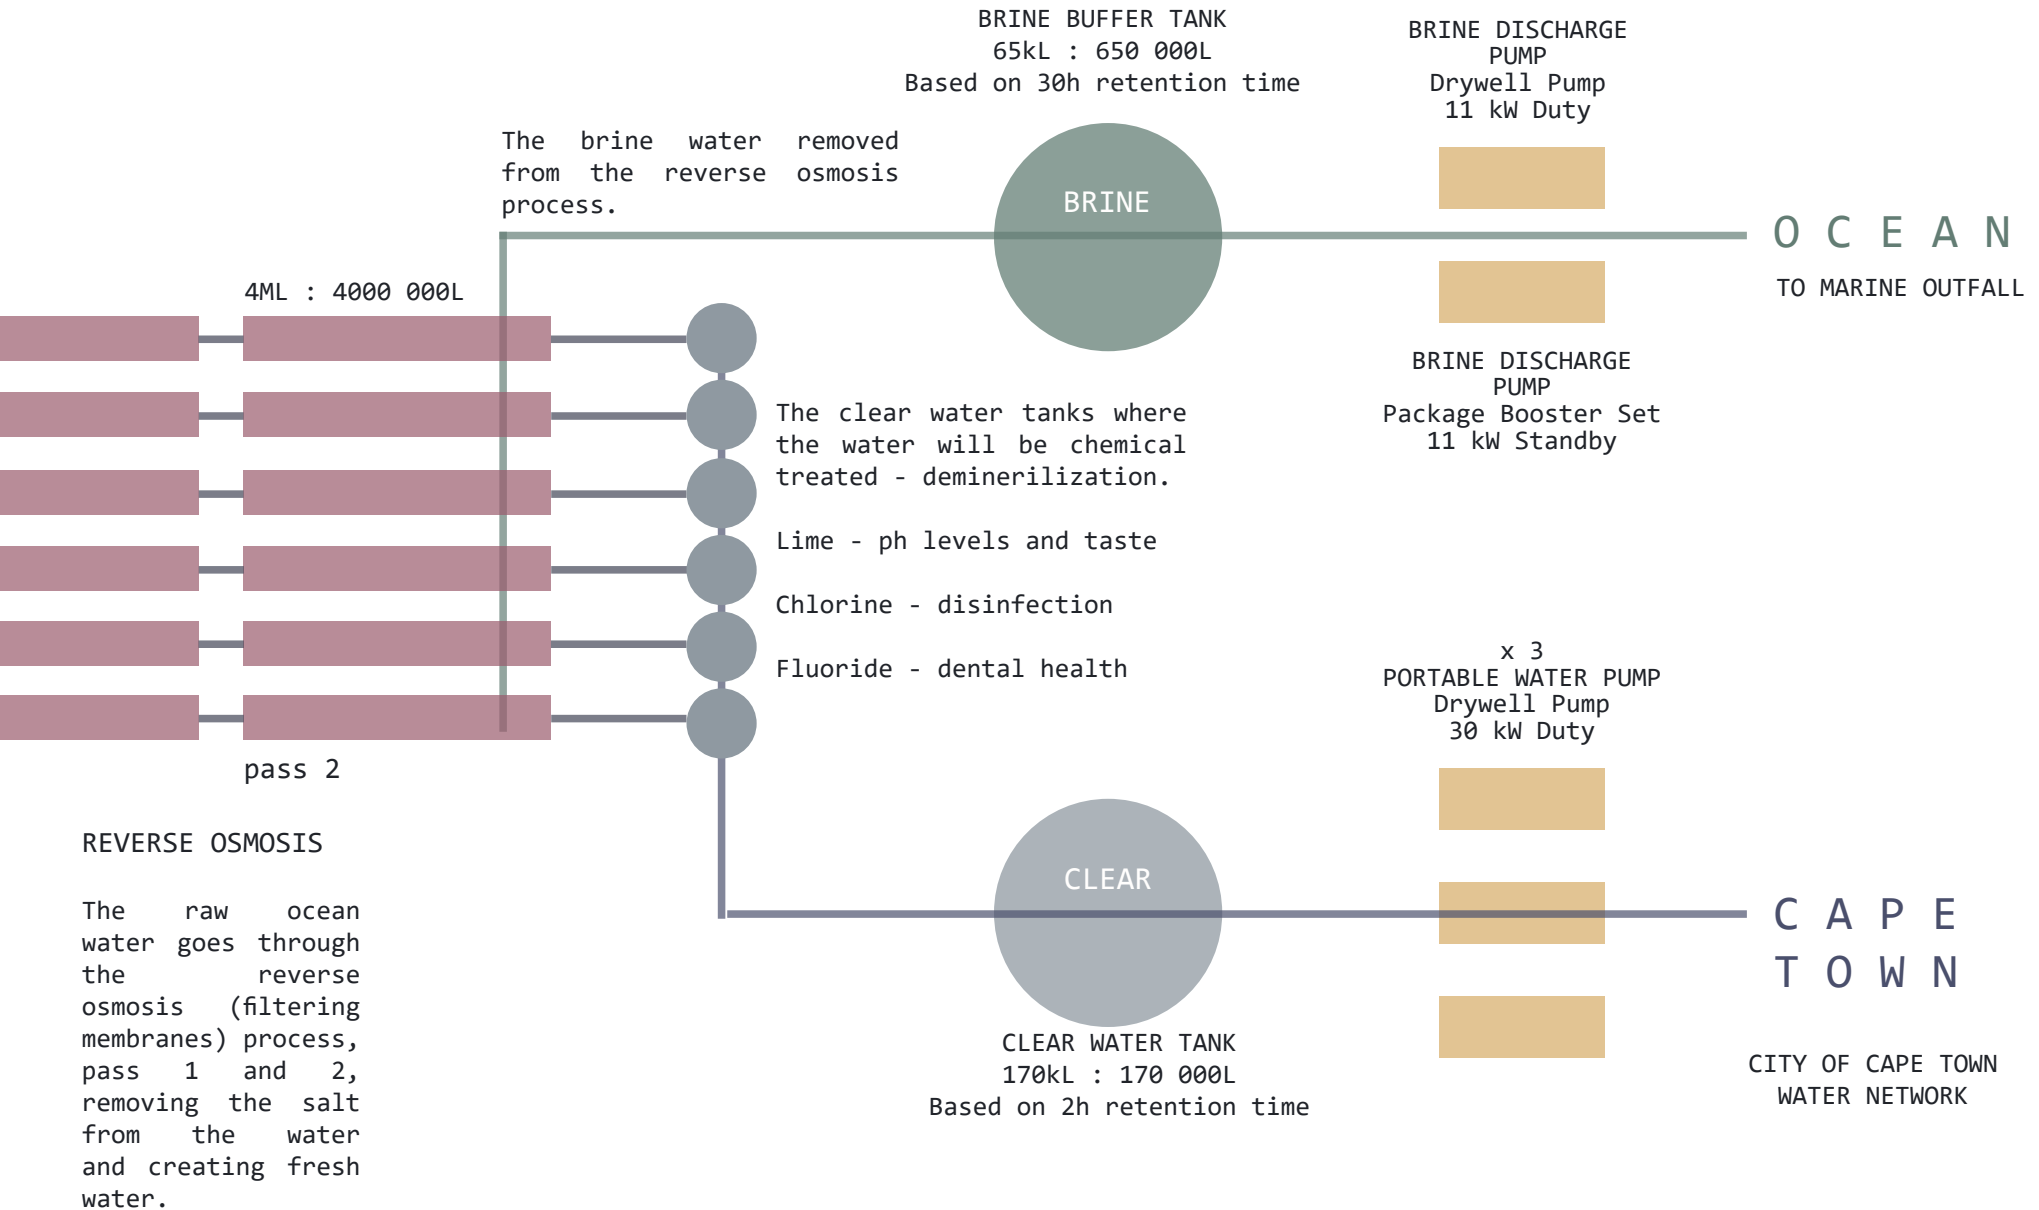 BRINE BUFFER TANK
65kL : 650 000L
Based on 30h retention time
BRINE DISCHARGE
PUMP
Drywell Pump
11 kW Duty
The brine water removed
from the reverse osmosis
process.
BRINE
O C E A N
TO MARINE OUTFALL
4ML : 4000 000L
BRINE DISCHARGE
PUMP
Package Booster Set
11 kW Standby
The clear water tanks where
the water will be chemical
treated - deminerilization.
Lime - ph levels and taste
Chlorine - disinfection
Fluoride - dental health
x 3
PORTABLE WATER PUMP
Drywell Pump
30 kW Duty
pass 2
REVERSE OSMOSIS
The raw ocean
water goes through
the reverse
osmosis (filtering
membranes) process,
pass 1 and 2,
removing the salt
from the water
and creating fresh
water.
CLEAR
C A P E
T O W N
CLEAR WATER TANK
170kL : 170 000L
Based on 2h retention time
CITY OF CAPE TOWN
WATER NETWORK